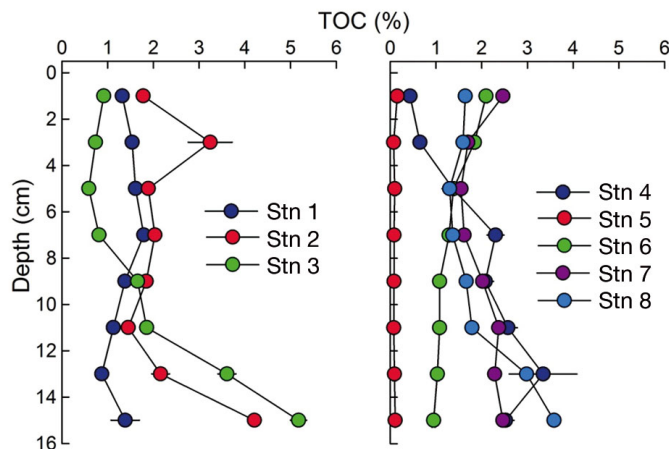 TOC (%)
0 1 2 3 4 5 6
0 1 2 3 4 5 6
0
2
4
6
8
10
12
14
16
Depth (cm)
Stn 1
Stn 2
Stn 3
Stn 4
Stn 5
Stn 6
Stn 7
Stn 8